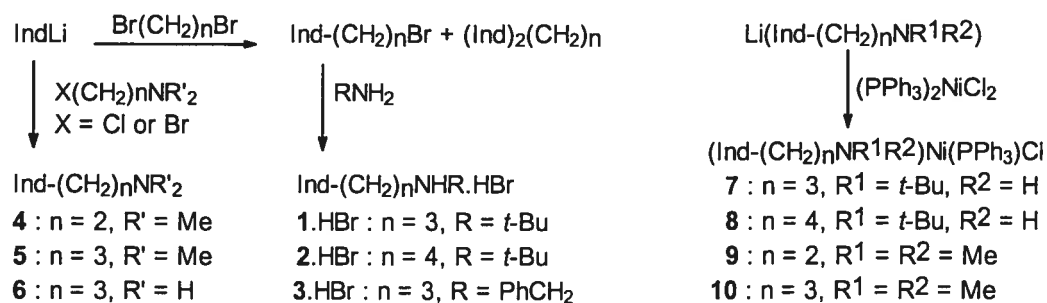 IndLi Br(CH2)nBr Ind-(CH2)nBr + (Ind)2(CH2)n
X(CH2)nNR'2
X = Cl or Br
RNH2
Ind-(CH2)nNR'2
4 : n = 2, R' = Me
5 : n = 3, R' = Me
6 : n = 3, R' = H
Ind-(CH2)nNHR.HBr
1.HBr : n = 3, R = t-Bu
2.HBr : n = 4, R = t-Bu
3.HBr : n = 3, R = PhCH2
Li(Ind-(CH2)nNR1R2)
(PPh3)2NiCl2
(Ind-(CH2)nNR1R2)Ni(PPh3)Cl
7 : n = 3, R1 = t-Bu, R2 = H
8 : n = 4, R1 = t-Bu, R2 = H
9 : n = 2, R1 = R2 = Me
10 : n = 3, R1 = R2 = Me